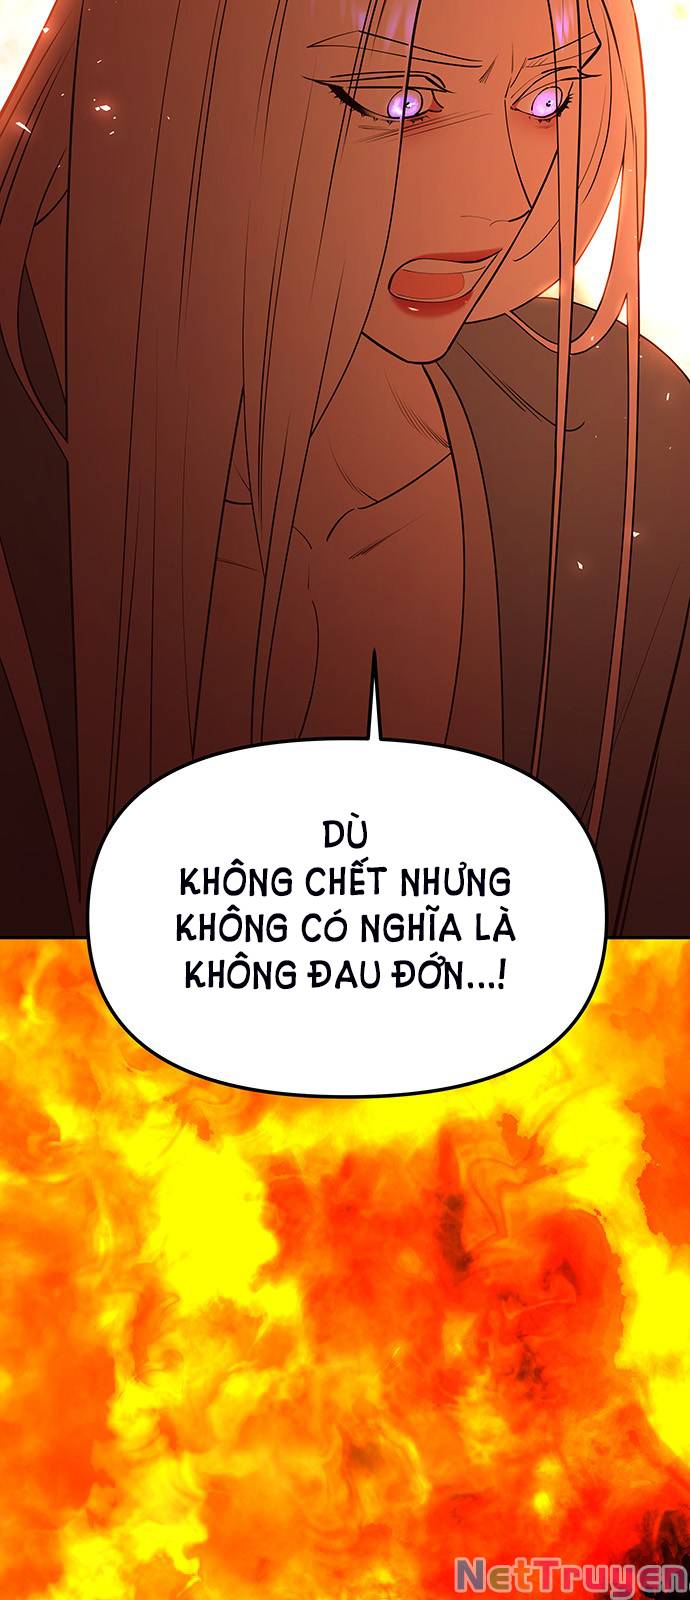 DÙ
KHÔNG CHẾT NHƯNG
KHÔNG CÓ NGHĨA LÀ
KHÔNG ĐAU ĐỚN...!
NetTruyen